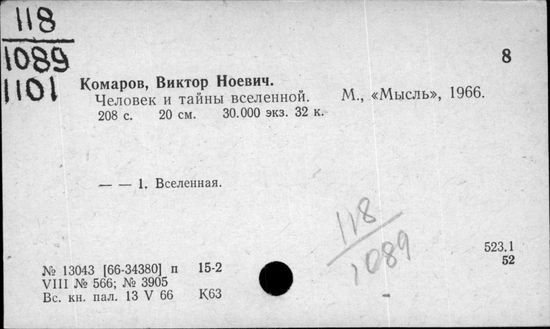 118
1089
1101
8
Комаров, Виктор Ноевич.
Человек и тайны вселенной. М., «Мысль», 1966.
208 с. 20 см. 30.000 экз. 32 к.
— — 1. Вселенная.
118
1089
523.1
52
№ 13043 [66-34380] п 15-2
VIII № 566; № 3905
Вс. кн. пал. 13 V 66 К63